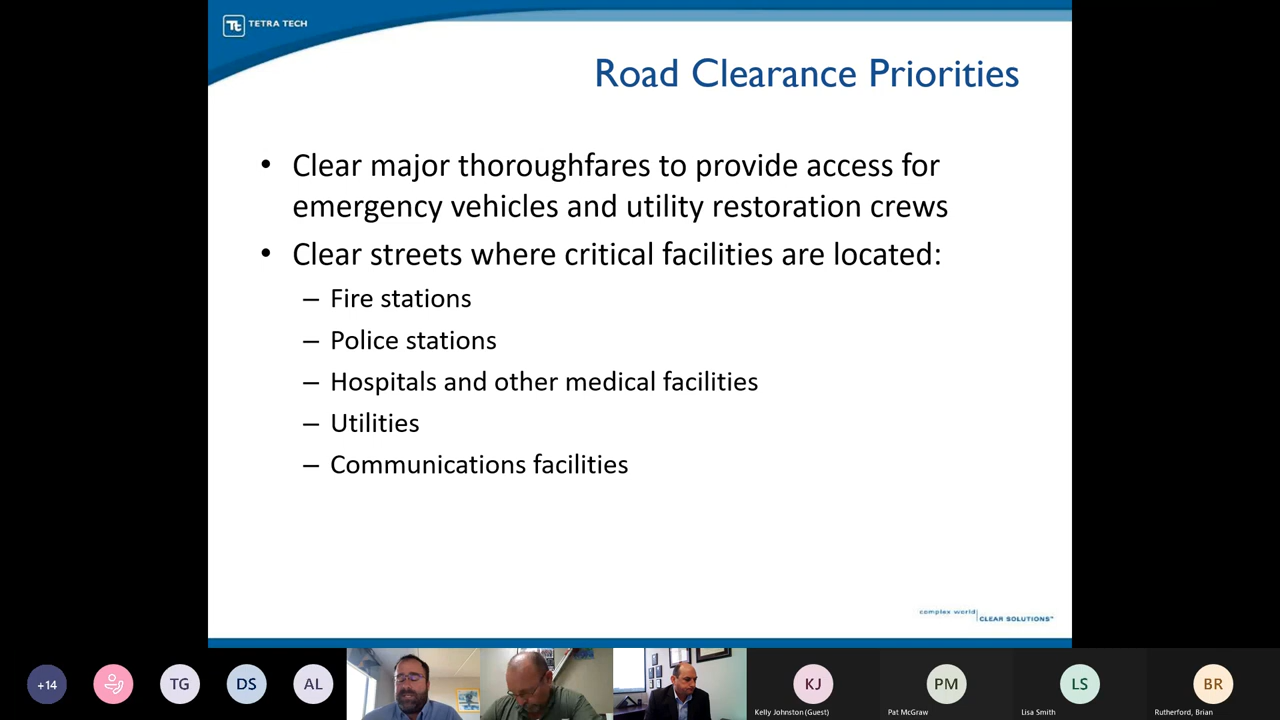 TETRA TECH
Road Clearance Priorities
• Clear major thoroughfares to provide access for
emergency vehicles and utility restoration crews
• Clear streets where critical facilities are located:
– Fire stations
– Police stations
– Hospitals and other medical facilities
– Utilities
– Communications facilities
complex world
CLEAR SOLUTIONS™
+14
TG
DS
AL
KJ
PM
LS
BR
Kelly Johnston (Guest)
Pat McGraw
Lisa Smith
Rutherford, Brian